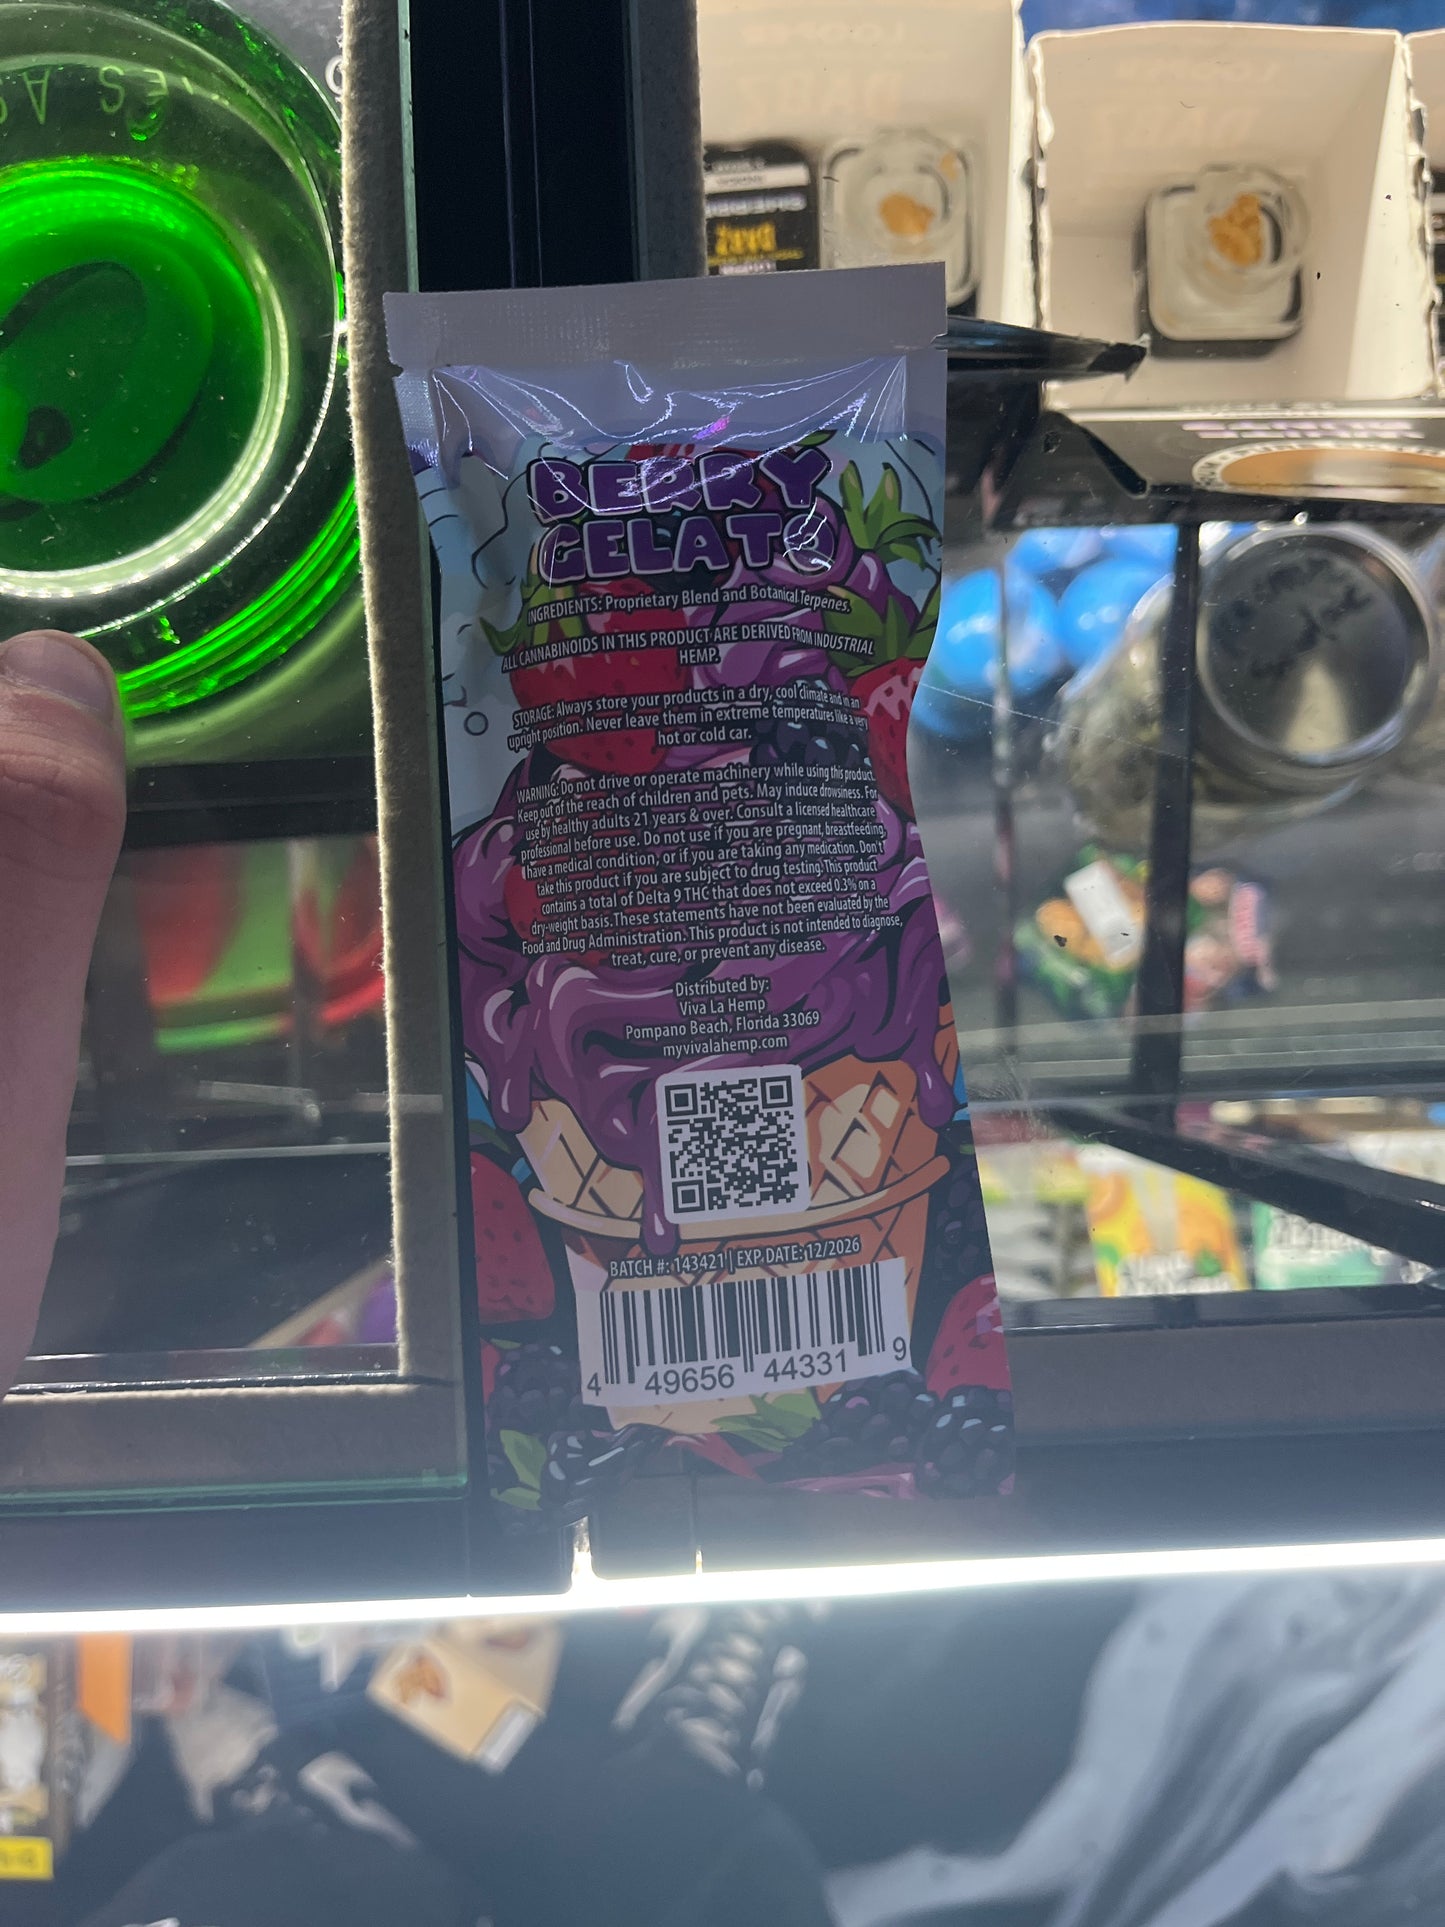 BERRY
GELATO
INGREDIENTS: Proprietary Blend and Botanical Terpenes.
ALL CANNABINOIDS IN THIS PRODUCT ARE DERIVED FROM INDUSTRIAL
HEMP.
STORAGE: Always store your products in a dry, cool climate and in an
upright position. Never leave them in extreme temperatures like a very
hot or cold car.
WARNING: Do not drive or operate machinery while using this product.
Keep out of the reach of children and pets. May induce drowsiness. For
use by healthy adults 21 years & over. Consult a licensed healthcare
professional before use. Do not use if you are pregnant, breastfeeding,
have a medical condition, or if you are taking any medication. Don't
take this product if you are subject to drug testing. This product
contains a total of Delta 9 THC that does not exceed 0.3% on a
dry-weight basis. These statements have not been evaluated by the
Food and Drug Administration. This product is not intended to diagnose,
treat, cure, or prevent any disease.
Distributed by:
Viva La Hemp
Pompano Beach, Florida 33069
myvivalahemp.com
BATCH #: 143421 | EXP DATE: 12/2026
4 49656 44331 9